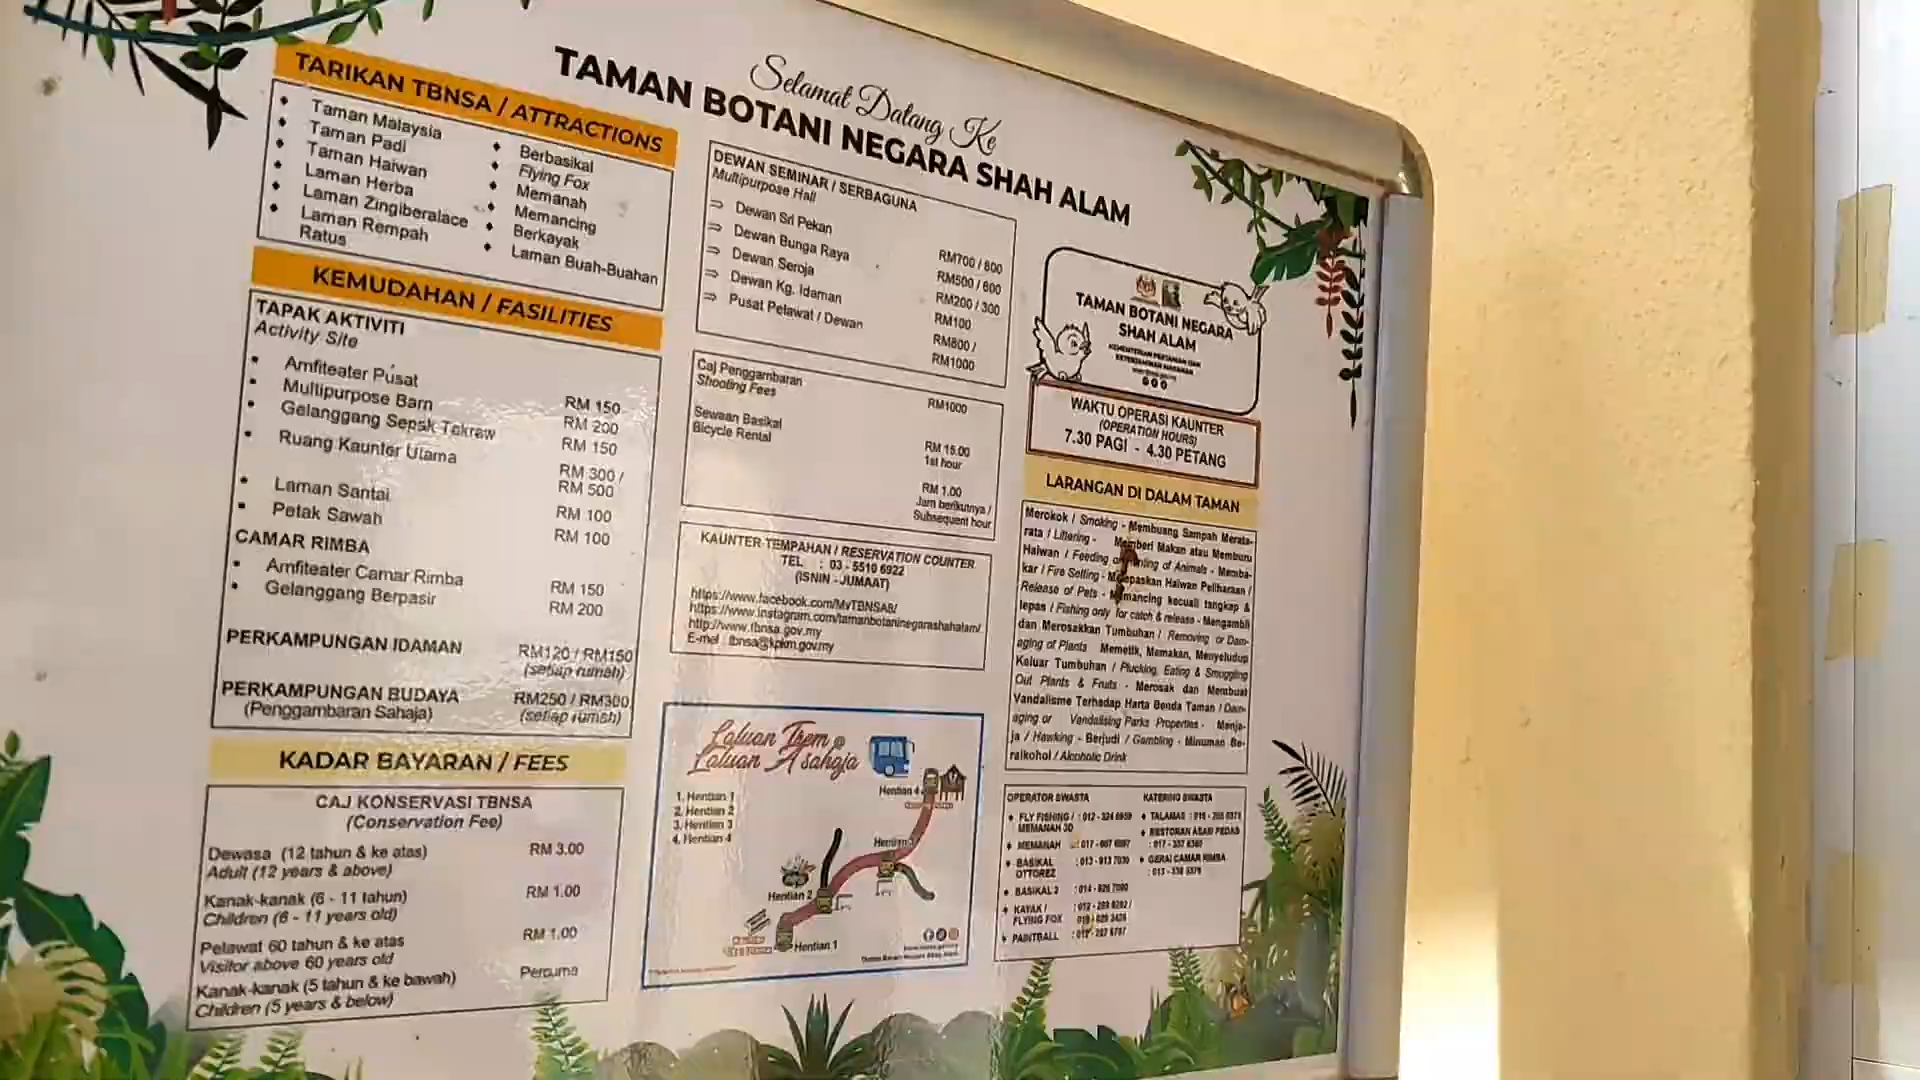 Selamat Datang Ke
TAMAN BOTANI NEGARA SHAH ALAM
TARIKAN TBNSA / ATTRACTIONS
Taman Malaysia
Taman Padi
Taman Haiwan
Laman Herba
Laman Zingiberalace
Laman Rempah
Ratus
Berbasikal
Flying Fox
Memanah
Memancing
Berkayak
Laman Buah-Buahan
KEMUDAHAN / FASILITIES
TAPAK AKTIVITI
Activity Site
Amfiteater Pusat RM 150
Multipurpose Barn RM 200
Gelanggang Sepak Takraw RM 150
Ruang Kaunter Utama RM 300 /
RM 500
Laman Santai RM 100
Petak Sawah RM 100
CAMAR RIMBA
Amfiteater Camar Rimba RM 150
Gelanggang Berpasir RM 200
PERKAMPUNGAN IDAMAN RM120 / RM150
(setiap rumah)
PERKAMPUNGAN BUDAYA RM250 / RM300
(Penggambaran Sahaja) (setiap rumah)
KADAR BAYARAN / FEES
CAJ KONSERVASI TBNSA
(Conservation Fee)
Dewasa (12 tahun & ke atas) RM 3.00
Adult (12 years & above)
Kanak-kanak (6 - 11 tahun) RM 1.00
Children (6 - 11 years old)
Pelawat 60 tahun & ke atas RM 1.00
Visitor above 60 years old
Kanak-kanak (5 tahun & ke bawah) Percuma
Children (5 years & below)
DEWAN SEMINAR / SERBAGUNA
Multipurpose Hall
Dewan Sri Pekan RM700 / 800
Dewan Bunga Raya RM500 / 600
Dewan Seroja RM200 / 300
Dewan Kg. Idaman RM100
Pusat Pelawat / Dewan RM800 /
RM1000
Caj Penggambaran RM1000
Shooting Fees
Sewaan Basikal RM 15.00
Bicycle Rental 1st hour
RM 1.00
Jam berikutnya /
Subsequent hour
KAUNTER TEMPAHAN / RESERVATION COUNTER
TEL : 03 - 5510 6922
(ISNIN - JUMAAT)
https://www.facebook.com/MyTBNSA8/
https://www.instagram.com/tamanbotaninegarashahalam/
http://www.tbnsa.gov.my
E-mel : tbnsa@kpkm.gov.my
Laluan Trem
Laluan Asahaja
1. Hentian 1
2. Hentian 2
3. Hentian 3
4. Hentian 4
Hentian 4
Hentian 3
Hentian 2
Hentian 1
TAMAN BOTANI NEGARA
SHAH ALAM
KEMENTERIAN PERTANIAN DAN
KETERJAMINAN MAKANAN
WAKTU OPERASI KAUNTER
(OPERATION HOURS)
7.30 PAGI - 4.30 PETANG
LARANGAN DI DALAM TAMAN
Merokok / Smoking - Membuang Sampah Merata-
rata / Littering - Memberi Makan atau Memburu
Haiwan / Feeding or Hunting of Animals - Memba-
kar / Fire Setting - Melepaskan Haiwan Peliharaan /
Release of Pets - Memancing kecuali tangkap &
lepas / Fishing only for catch & release - Mengambil
dan Merosakkan Tumbuhan / Removing or Dam-
aging of Plants Memetik, Memakan, Menyeludup
Keluar Tumbuhan / Plucking, Eating & Smuggling
Out Plants & Fruits - Merosak dan Membuat
Vandalisme Terhadap Harta Benda Taman / Dam-
aging or Vandalising Parks Properties - Menja-
ja / Hawking - Berjudi / Gambling - Minuman Be-
ralkohol / Alcoholic Drink
OPERATOR SWASTA
FLY FISHING /
MEMANAH 3D
MEMANAH
BASIKAL
OTTOREZ
BASIKAL 2
KAYAK /
FLYING FOX
PAINTBALL
KATERING SWASTA
TALAMAS
RESTORAN ASAM PEDAS
GERAI CAMAR RIMBA